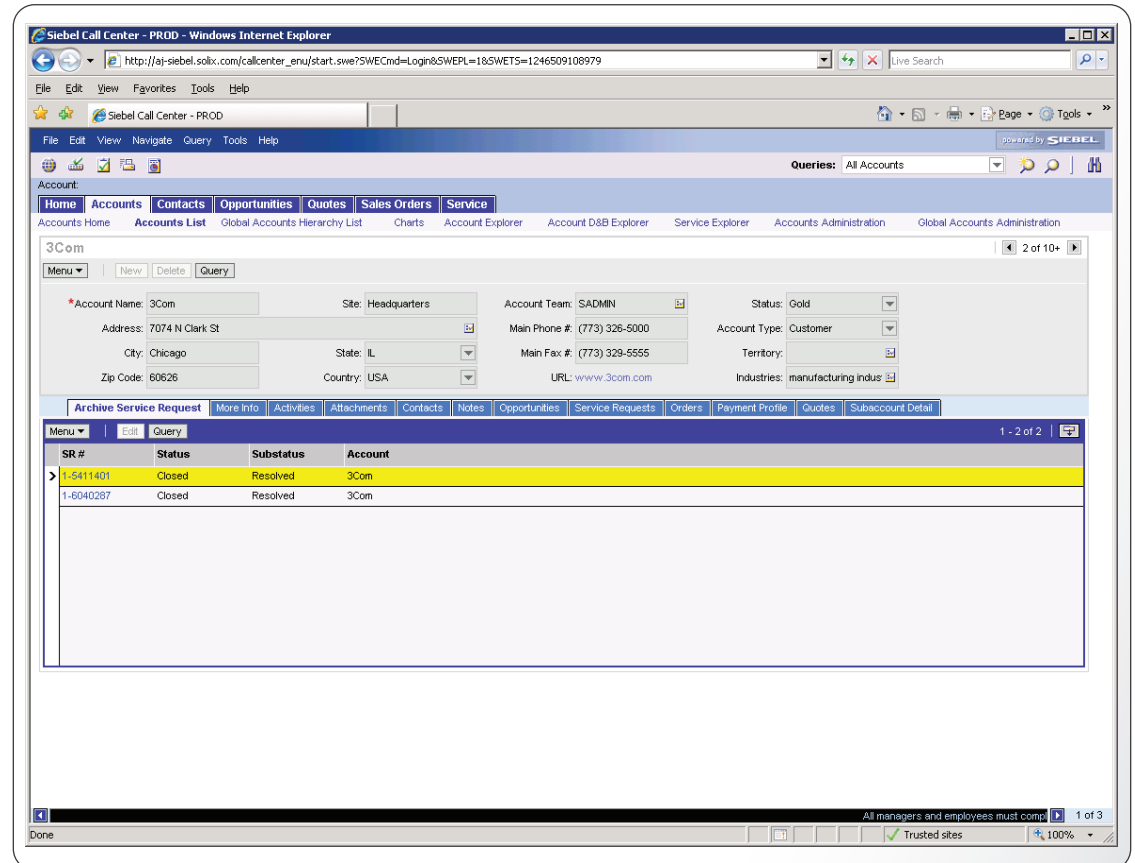 Siebel Call Center - PROD - Windows Internet Explorer
http://aj-siebel.solix.com/callcenter_enu/start.swe?SWECmd=Login&SWEPL=1&SWETS=1246509108979 Live Search
File Edit View Favorites Tools Help
Siebel Call Center - PROD Page Tools »
File Edit View Navigate Query Tools Help powered by SIEBEL.
Queries: All Accounts
Account:
Home Accounts Contacts Opportunities Quotes Sales Orders Service
Accounts Home Accounts List Global Accounts Hierarchy List Charts Account Explorer Account D&B Explorer Service Explorer Accounts Administration Global Accounts Administration
3Com 2 of 10+
Menu New Delete Query
*Account Name: 3Com Site: Headquarters Account Team: SADMIN Status: Gold
Address: 7074 N Clark St Main Phone #: (773) 326-5000 Account Type: Customer
City: Chicago State: IL Main Fax #: (773) 329-5555 Territory:
Zip Code: 60626 Country: USA URL: www.3com.com Industries: manufacturing indus
Archive Service Request More Info Activities Attachments Contacts Notes Opportunities Service Requests Orders Payment Profile Quotes Subaccount Detail
Menu Edit Query 1 - 2 of 2
SR # Status Substatus Account
1-5411401 Closed Resolved 3Com
1-6040287 Closed Resolved 3Com
All managers and employees must compl 1 of 3
Done Trusted sites 100%